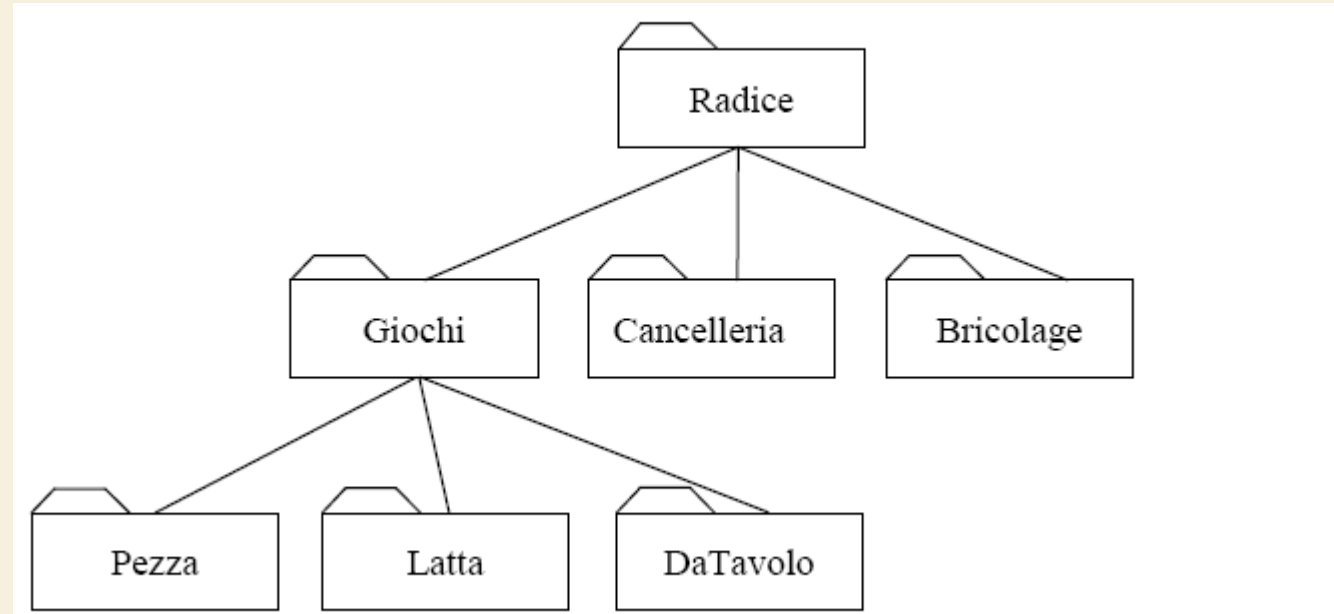 Radice
Giochi
Cancelleria
Bricolage
Pezza
Latta
DaTavolo